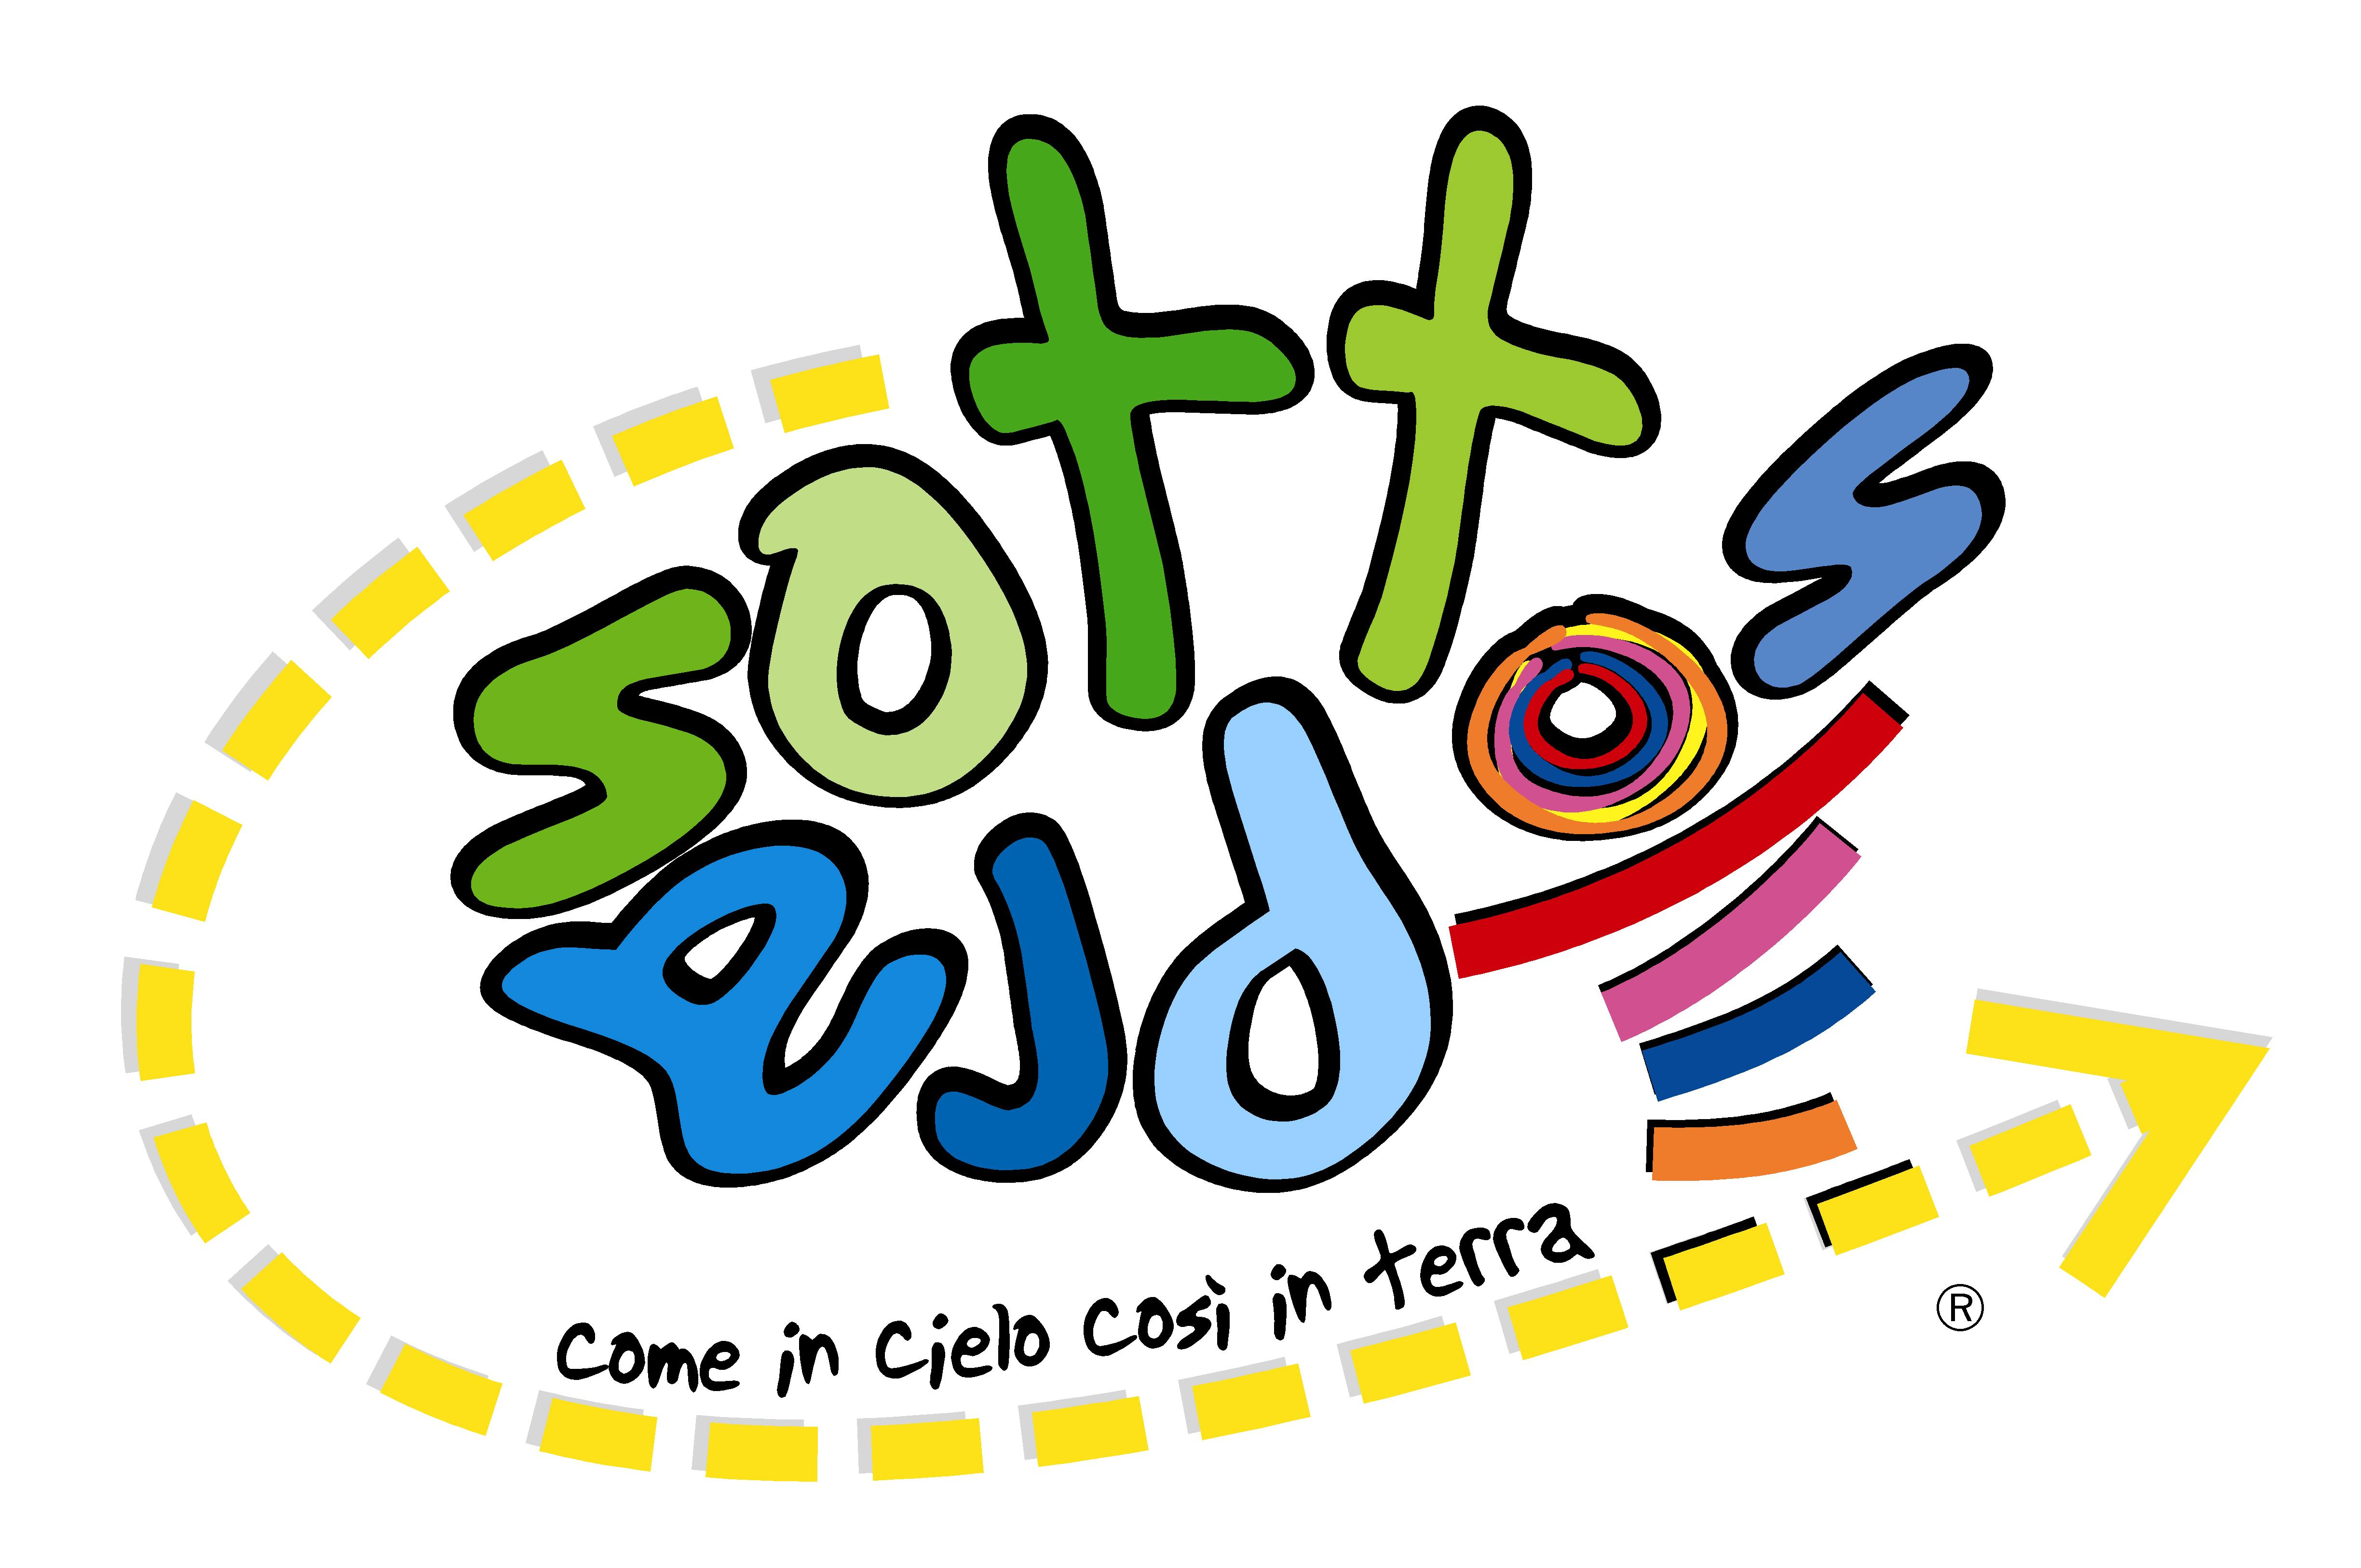 sottosopra
come in cielo così in terra
®